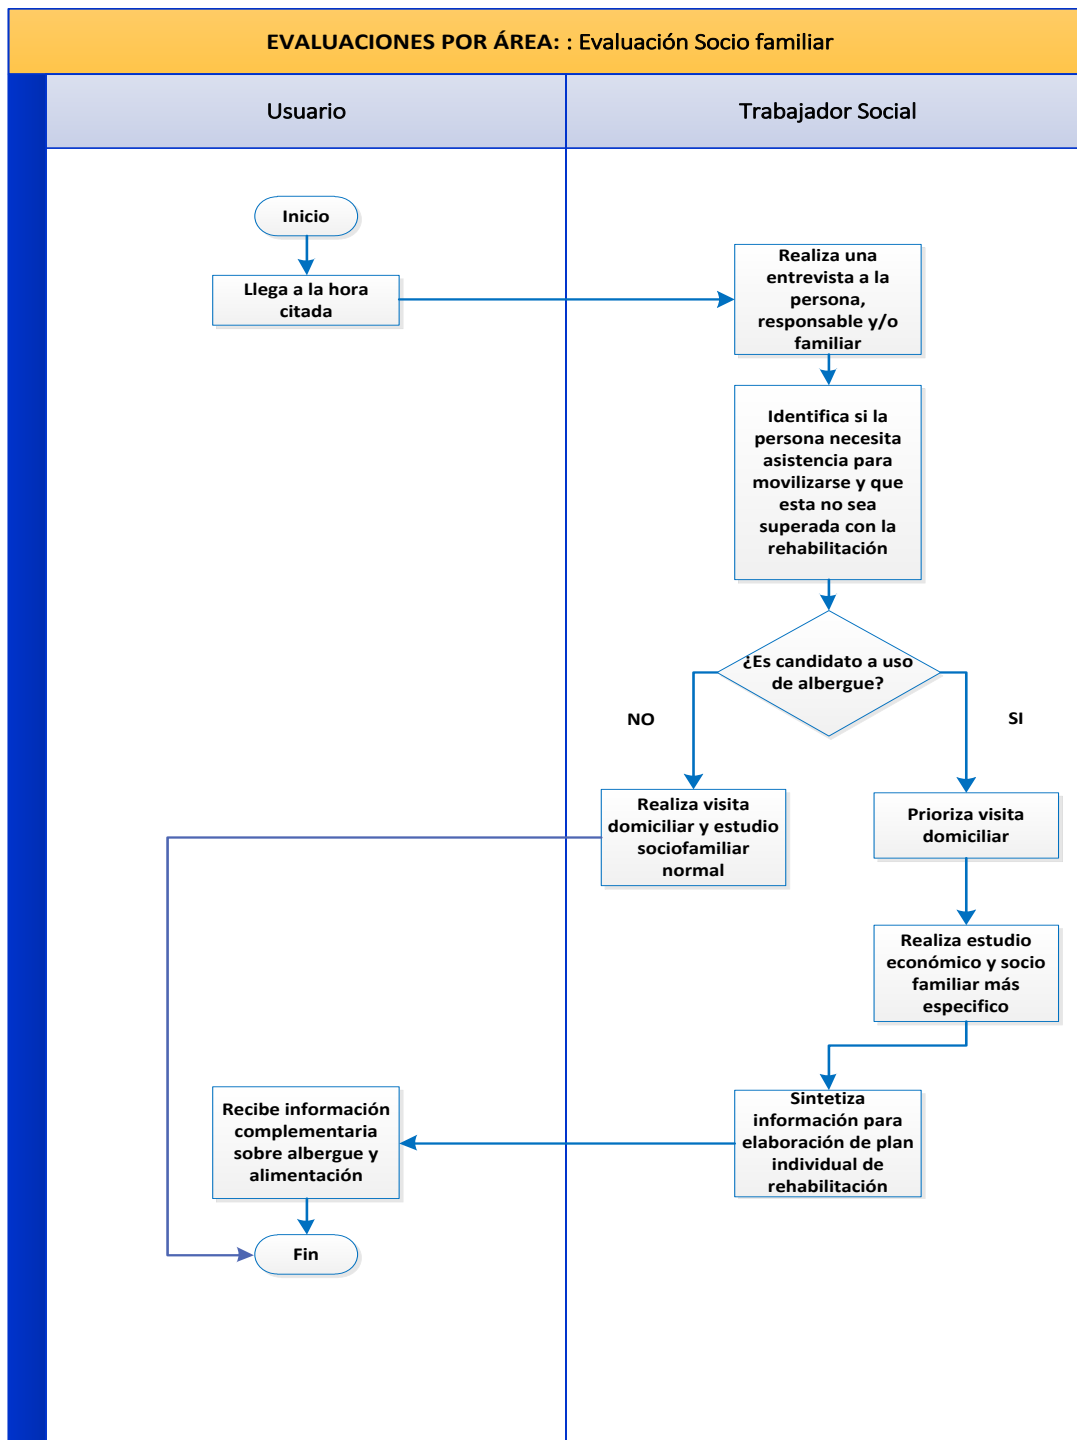 EVALUACIONES POR ÁREA: : Evaluación Socio familiar
Usuario
Trabajador Social
Inicio
Llega a la hora
citada
Realiza una
entrevista a la
persona,
responsable y/o
familiar
Identifica si la
persona necesita
asistencia para
movilizarse y que
esta no sea
superada con la
rehabilitación
¿Es candidato a uso
de albergue?
NO
SI
Realiza visita
domiciliar y estudio
sociofamiliar
normal
Prioriza visita
domiciliar
Realiza estudio
económico y socio
familiar más
especifico
Sintetiza
información para
elaboración de plan
individual de
rehabilitación
Recibe información
complementaria
sobre albergue y
alimentación
Fin